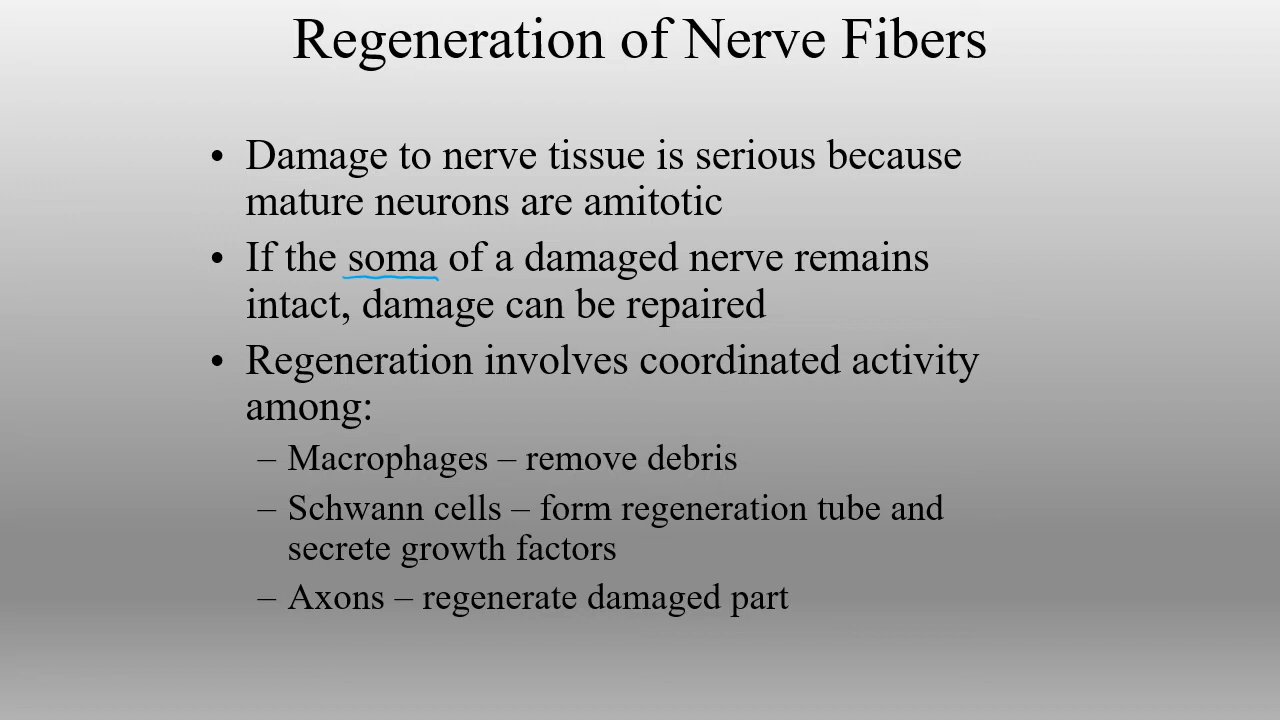 Regeneration of Nerve Fibers
• Damage to nerve tissue is serious because
mature neurons are amitotic
• If the soma of a damaged nerve remains
intact, damage can be repaired
• Regeneration involves coordinated activity
among:
– Macrophages – remove debris
– Schwann cells – form regeneration tube and
secrete growth factors
– Axons – regenerate damaged part